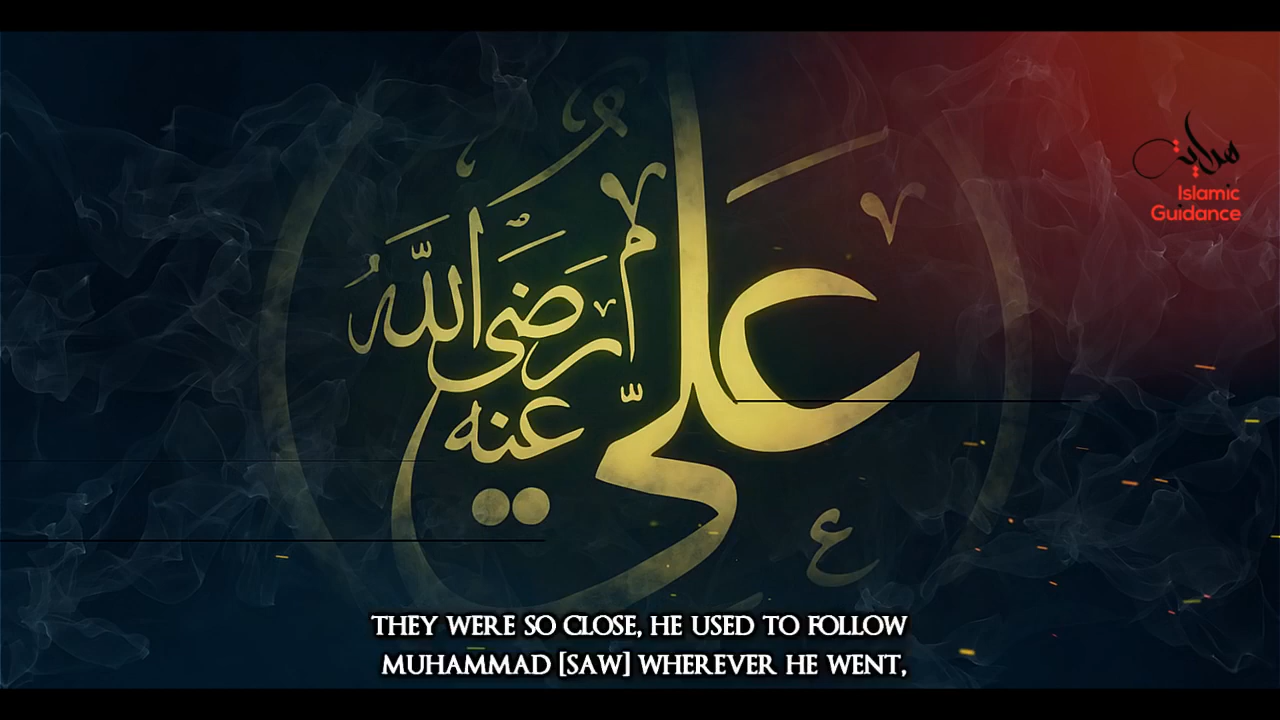 هداية
Islamic
Guidance
عليّ
رضي الله
عنه
THEY WERE SO CLOSE, HE USED TO FOLLOW
MUHAMMAD [SAW] WHEREVER HE WENT,